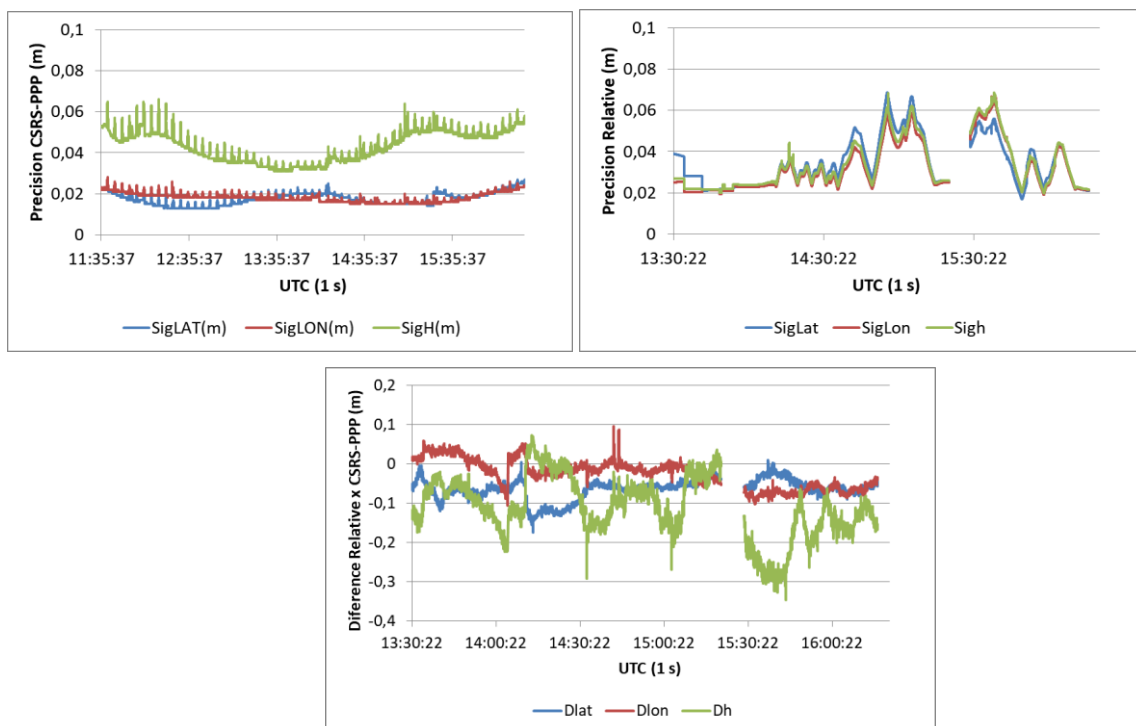 Precision CSRS-PPP (m)
0,1
0,08
0,06
0,04
0,02
0
11:35:37 12:35:37 13:35:37 14:35:37 15:35:37
UTC (1 s)
SigLAT(m) SigLON(m) SigH(m)
Precision Relative (m)
0,1
0,08
0,06
0,04
0,02
0
13:30:22 14:30:22 15:30:22
UTC (1 s)
SigLat SigLon Sigh
Diference Relative x CSRS-PPP (m)
0,2
0,1
0
-0,1
-0,2
-0,3
-0,4
13:30:22 14:00:22 14:30:22 15:00:22 15:30:22 16:00:22
UTC (1 s)
Dlat Dlon Dh